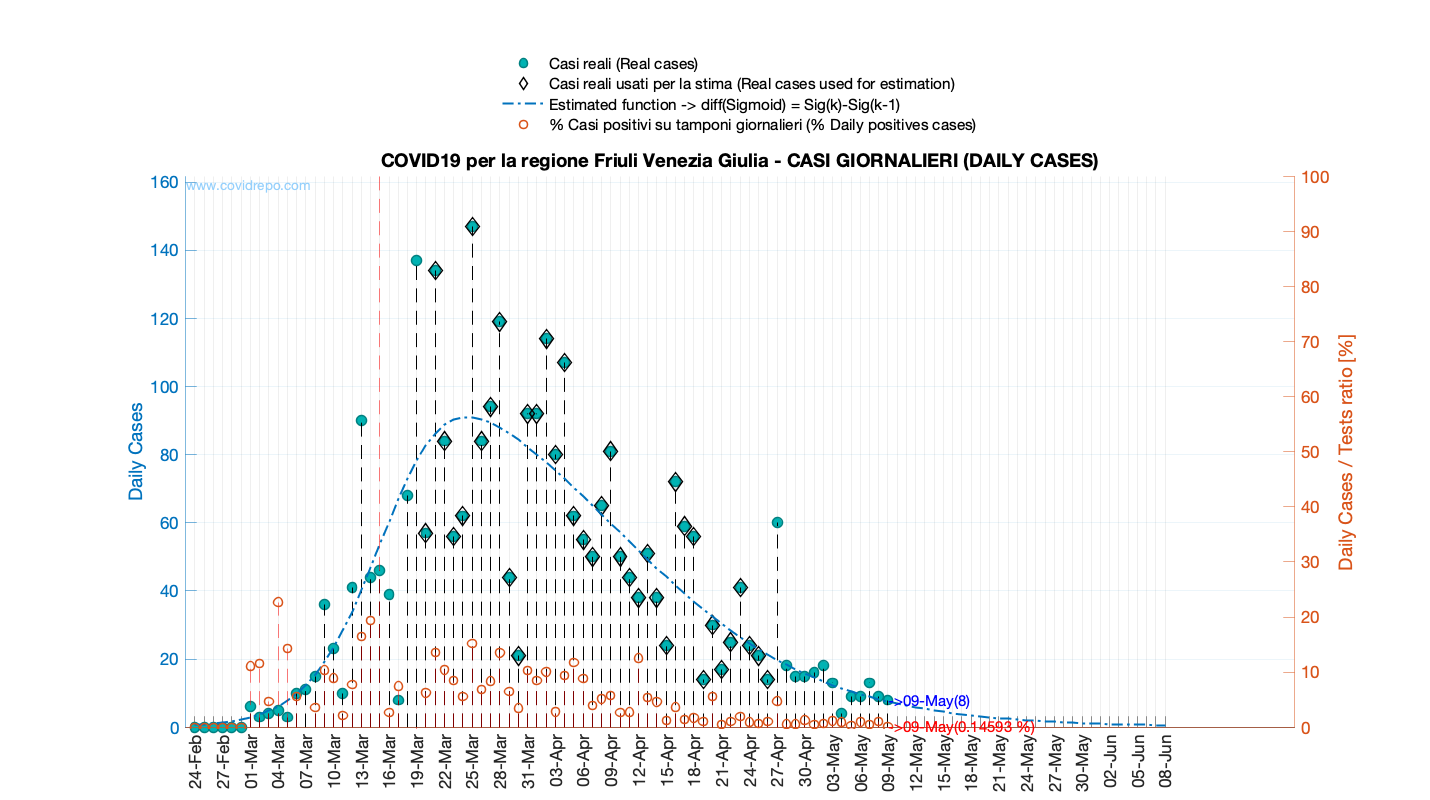 Casi reali (Real cases)
Casi reali usati per la stima (Real cases used for estimation)
Estimated function -> diff(Sigmoid) = Sig(k)-Sig(k-1)
% Casi positivi su tamponi giornalieri (% Daily positives cases)
COVID19 per la regione Friuli Venezia Giulia - CASI GIORNALIERI (DAILY CASES)
www.covidrepo.com
Daily Cases
160
140
120
100
80
60
40
20
0
100
90
80
70
60
50
40
30
20
10
0
Daily Cases / Tests ratio [%]
>09-May(8)
>09-May(0.14593 %)
24-Feb
27-Feb
01-Mar
04-Mar
07-Mar
10-Mar
13-Mar
16-Mar
19-Mar
22-Mar
25-Mar
28-Mar
31-Mar
03-Apr
06-Apr
09-Apr
12-Apr
15-Apr
18-Apr
21-Apr
24-Apr
27-Apr
30-Apr
03-May
06-May
09-May
12-May
15-May
18-May
21-May
24-May
27-May
30-May
02-Jun
05-Jun
08-Jun